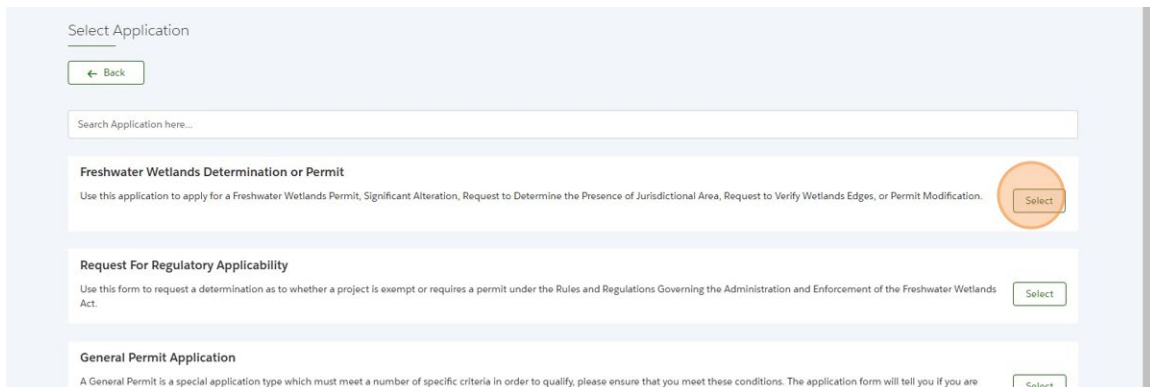 Select Application
← Back
Search Application here...
Freshwater Wetlands Determination or Permit
Use this application to apply for a Freshwater Wetlands Permit, Significant Alteration, Request to Determine the Presence of Jurisdictional Area, Request to Verify Wetlands Edges, or Permit Modification.
Select
Request For Regulatory Applicability
Use this form to request a determination as to whether a project is exempt or requires a permit under the Rules and Regulations Governing the Administration and Enforcement of the Freshwater Wetlands
Act.
Select
General Permit Application
A General Permit is a special application type which must meet a number of specific criteria in order to qualify, please ensure that you meet these conditions. The application form will tell you if you are
Select